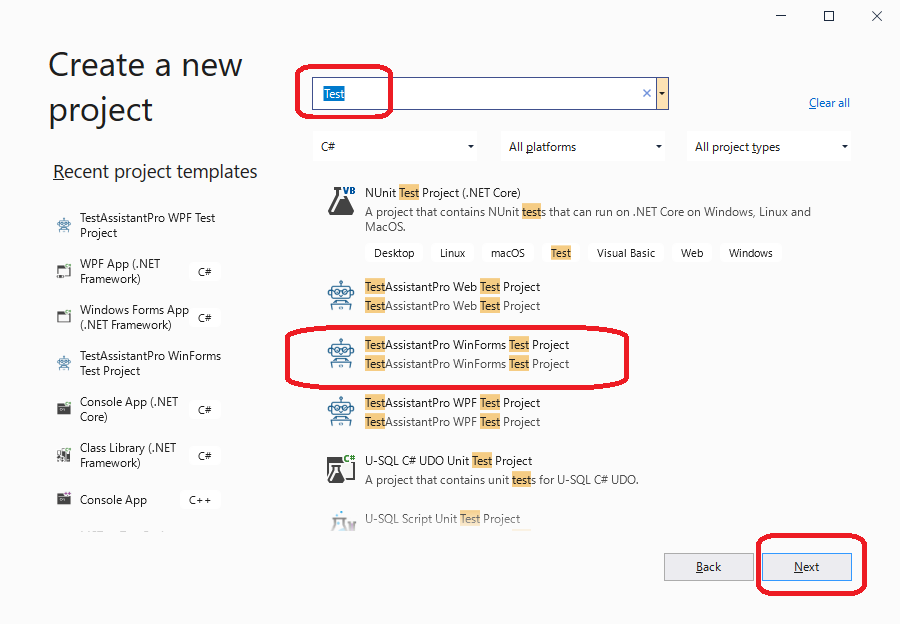 Create a new
project
Test
Clear all
C#
All platforms
All project types
Recent project templates
TestAssistantPro WPF Test
Project
WPF App (.NET
Framework)
C#
Windows Forms App
(.NET Framework)
C#
TestAssistantPro WinForms
Test Project
Console App (.NET
Core)
C#
Class Library (.NET
Framework)
C#
Console App
C++
VB
NUnit Test Project (.NET Core)
A project that contains NUnit tests that can run on .NET Core on Windows, Linux and
MacOS.
Desktop
Linux
macOS
Test
Visual Basic
Web
Windows
TestAssistantPro Web Test Project
TestAssistantPro Web Test Project
TestAssistantPro WinForms Test Project
TestAssistantPro WinForms Test Project
TestAssistantPro WPF Test Project
TestAssistantPro WPF Test Project
C#
U-SQL C# UDO Unit Test Project
A project that contains unit tests for U-SQL C# UDO.
U-SQL Script Unit Test Project
Back
Next